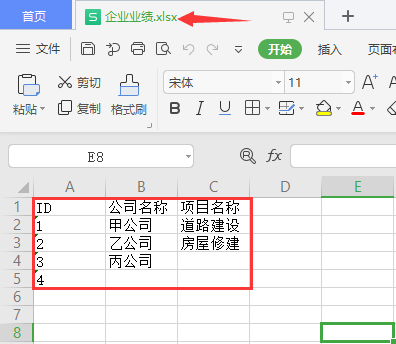 首页
企业业绩.xlsx
文件
开始
插入
页面布
粘贴
剪切
复制
格式刷
宋体
11
A+
A
B I U A
E8
fx
A B C D E
1 ID 公司名称 项目名称
2 1 甲公司 道路建设
3 2 乙公司 房屋修建
4 3 丙公司
5 4
6
7
8